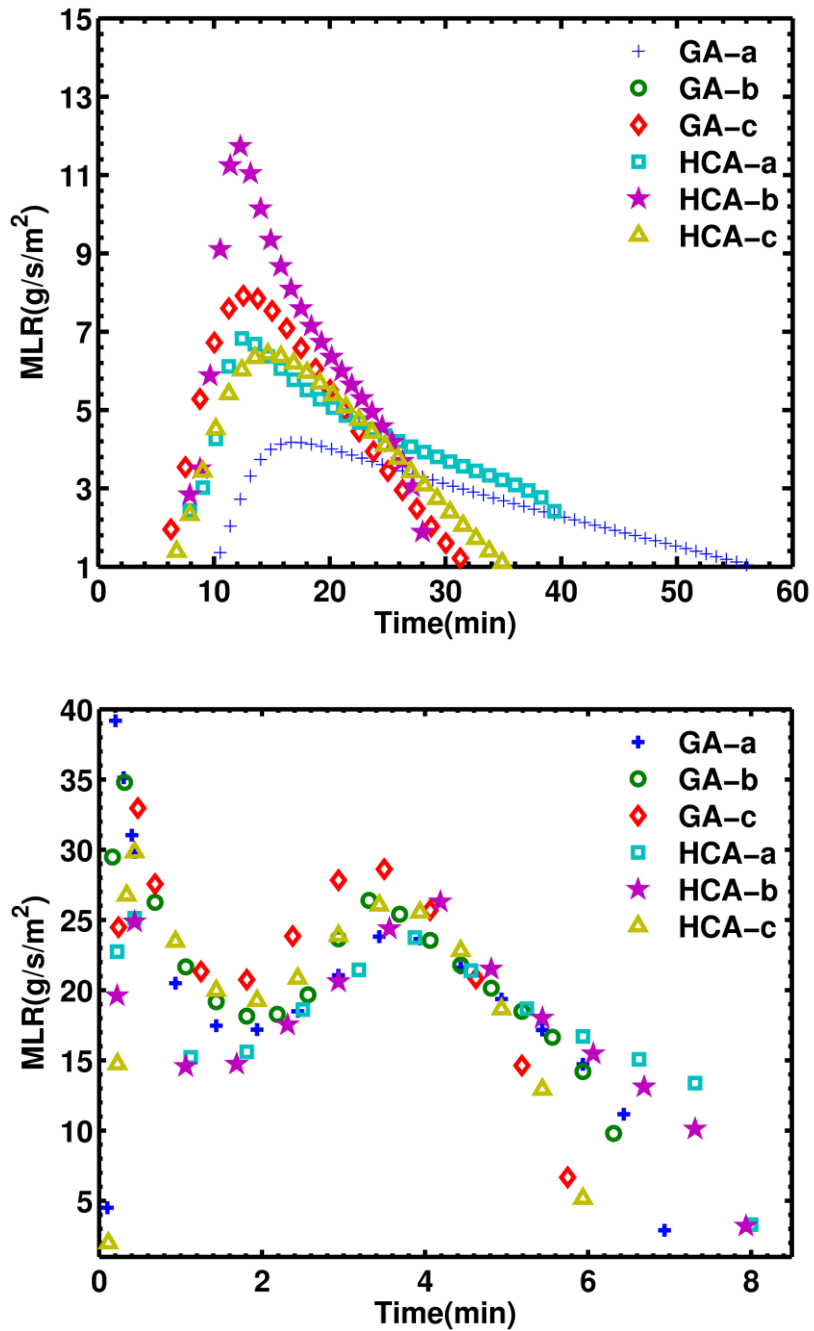 15
13
11
9
7
5
3
1
MLR(g/s/m²)
GA−a
GA−b
GA−c
HCA−a
HCA−b
HCA−c
0 10 20 30 40 50 60
Time(min)
40
35
30
25
20
15
10
5
MLR(g/s/m²)
GA−a
GA−b
GA−c
HCA−a
HCA−b
HCA−c
0 2 4 6 8
Time(min)